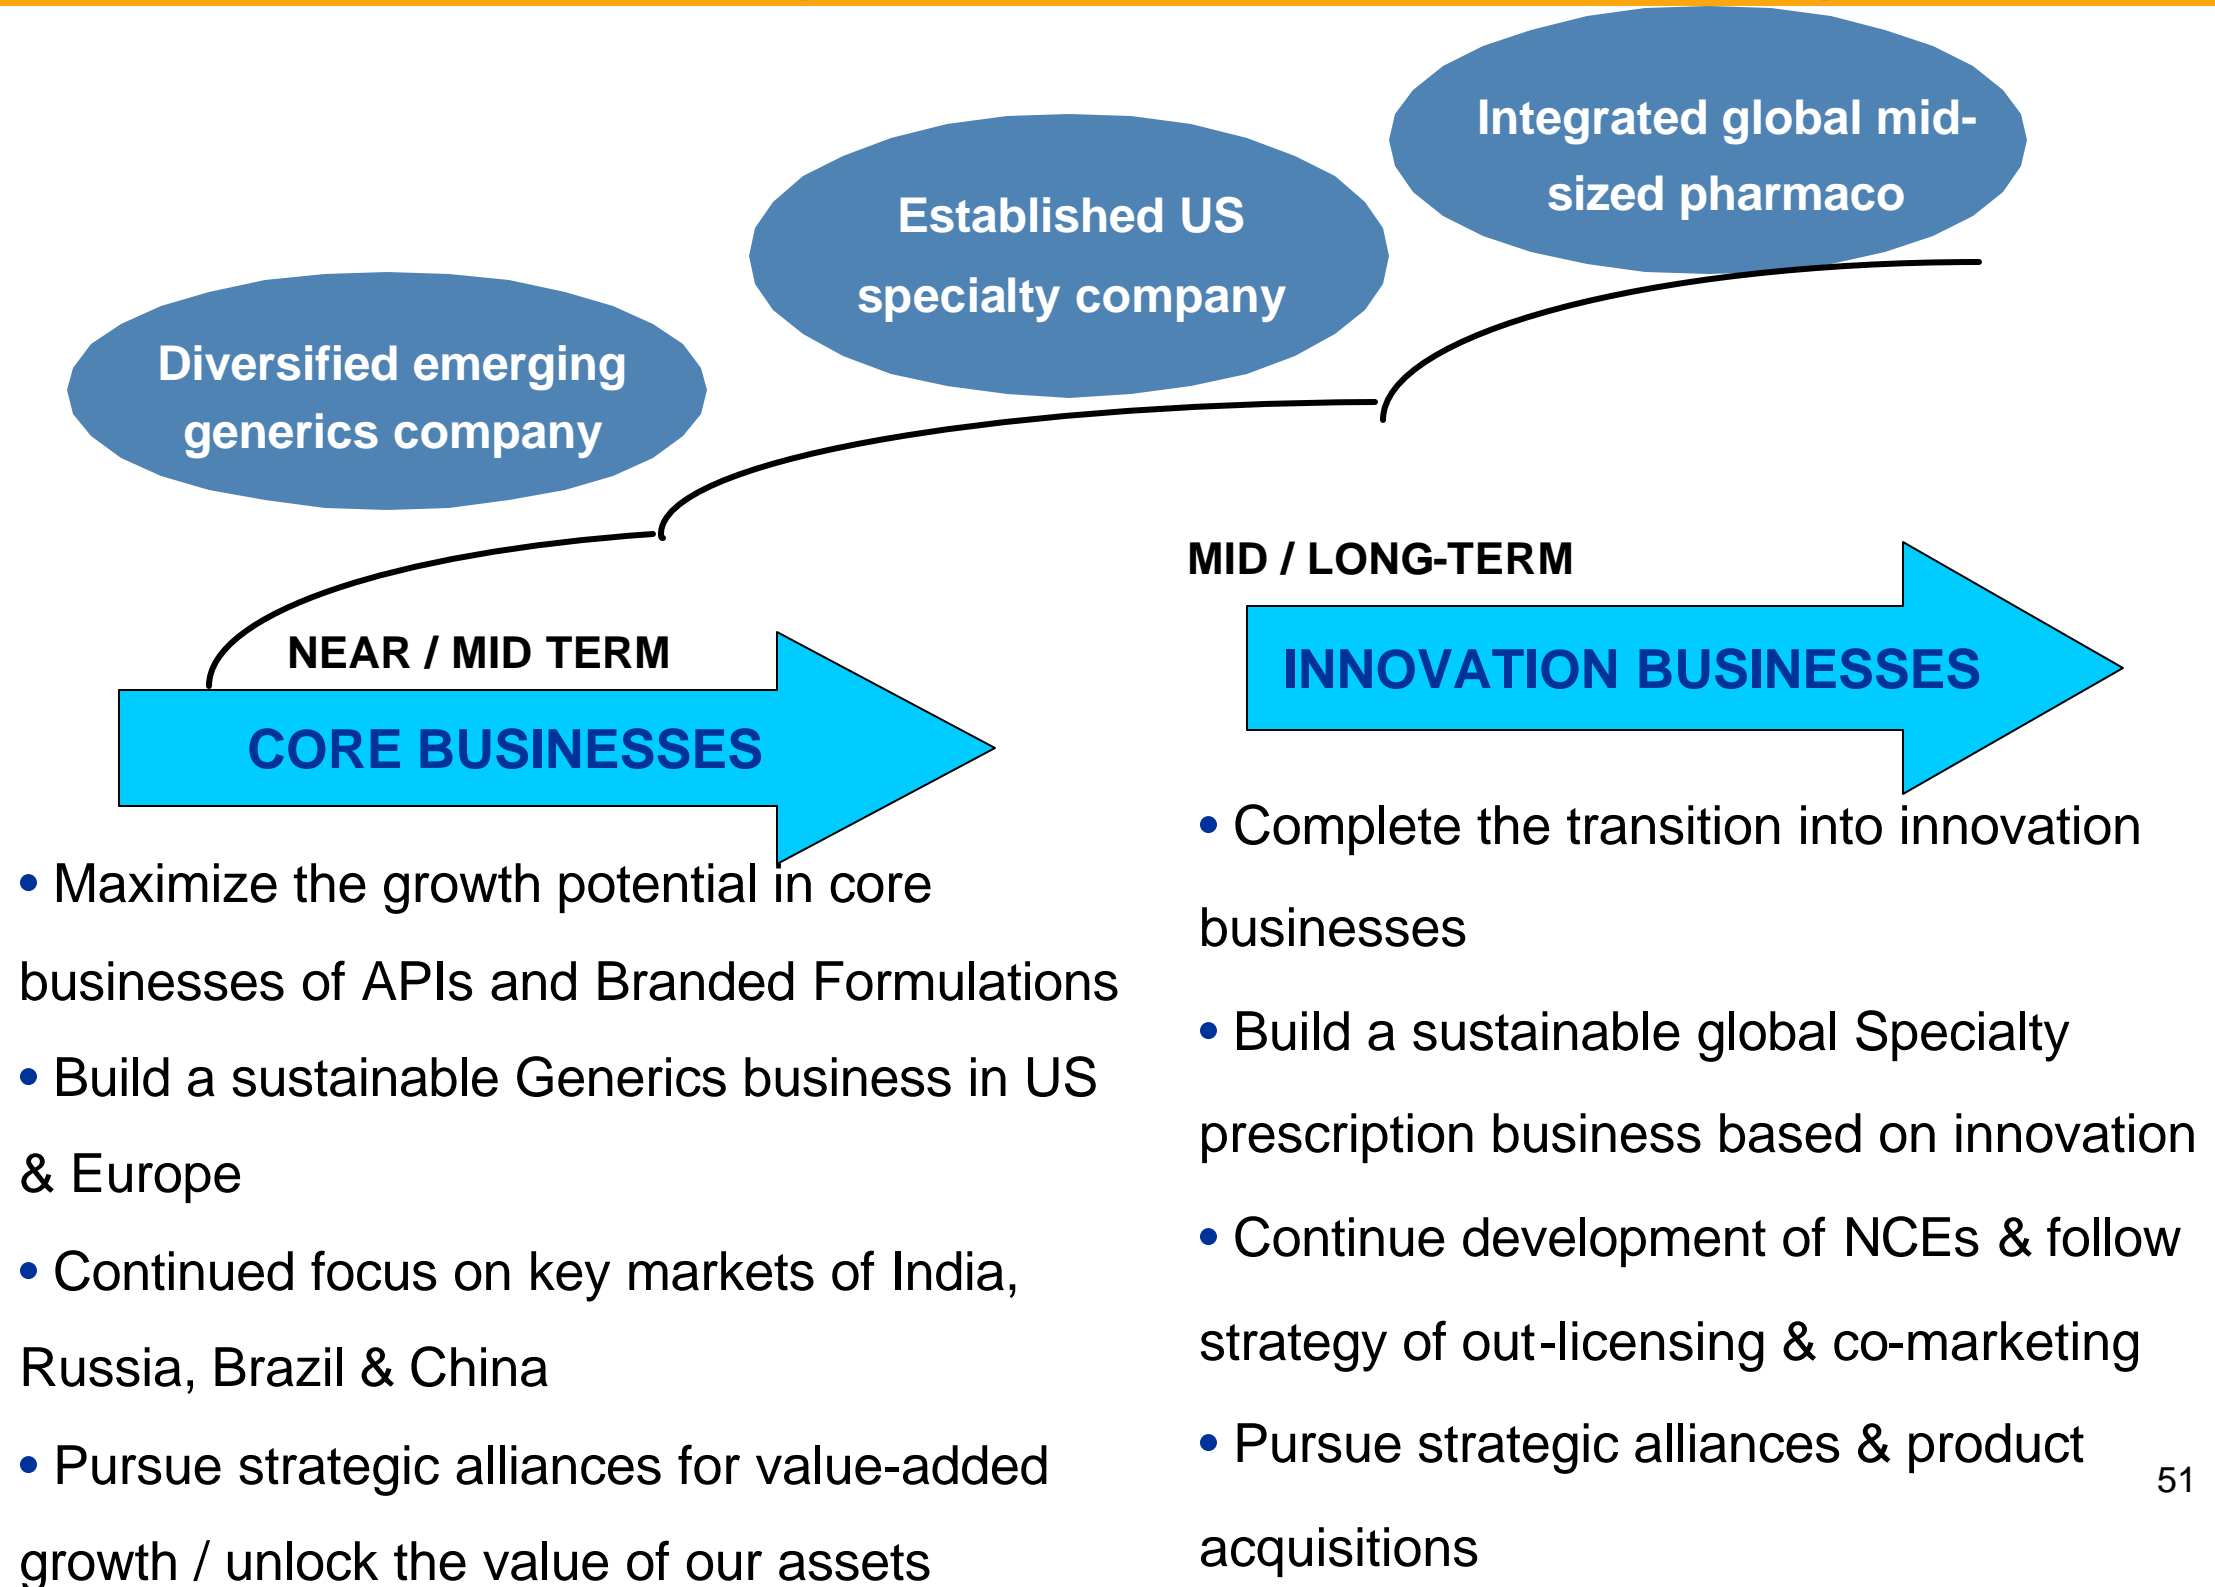 Integrated global mid-
sized pharmaco
Established US
specialty company
Diversified emerging
generics company
NEAR / MID TERM
CORE BUSINESSES
• Maximize the growth potential in core
businesses of APIs and Branded Formulations
• Build a sustainable Generics business in US
& Europe
• Continued focus on key markets of India,
Russia, Brazil & China
• Pursue strategic alliances for value-added
growth / unlock the value of our assets
MID / LONG-TERM
INNOVATION BUSINESSES
• Complete the transition into innovation
businesses
• Build a sustainable global Specialty
prescription business based on innovation
• Continue development of NCEs & follow
strategy of out-licensing & co-marketing
• Pursue strategic alliances & product
acquisitions
51